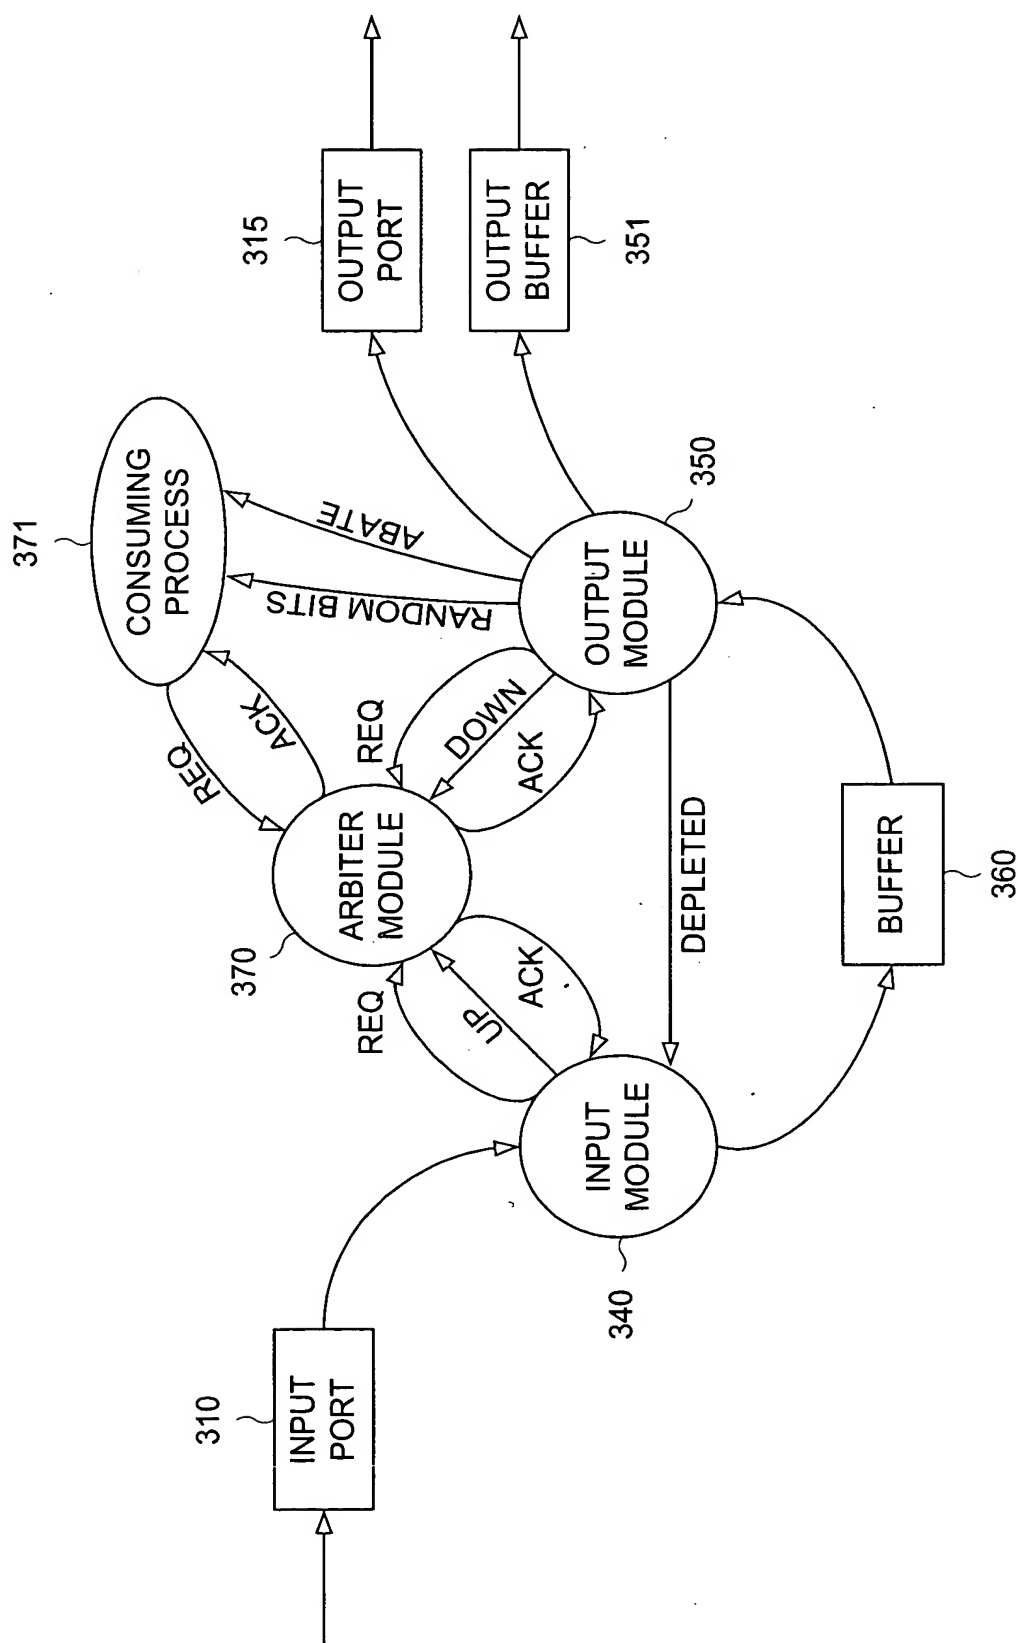 371
CONSUMING
PROCESS
315
OUTPUT
PORT
OUTPUT
BUFFER
351
REQ
ACK
ABATE
RANDOM BITS
370
ARBITER
MODULE
REQ
DOWN
ACK
OUTPUT
MODULE
350
REQ
UP
ACK
DEPLETED
310
INPUT
PORT
INPUT
MODULE
340
BUFFER
360